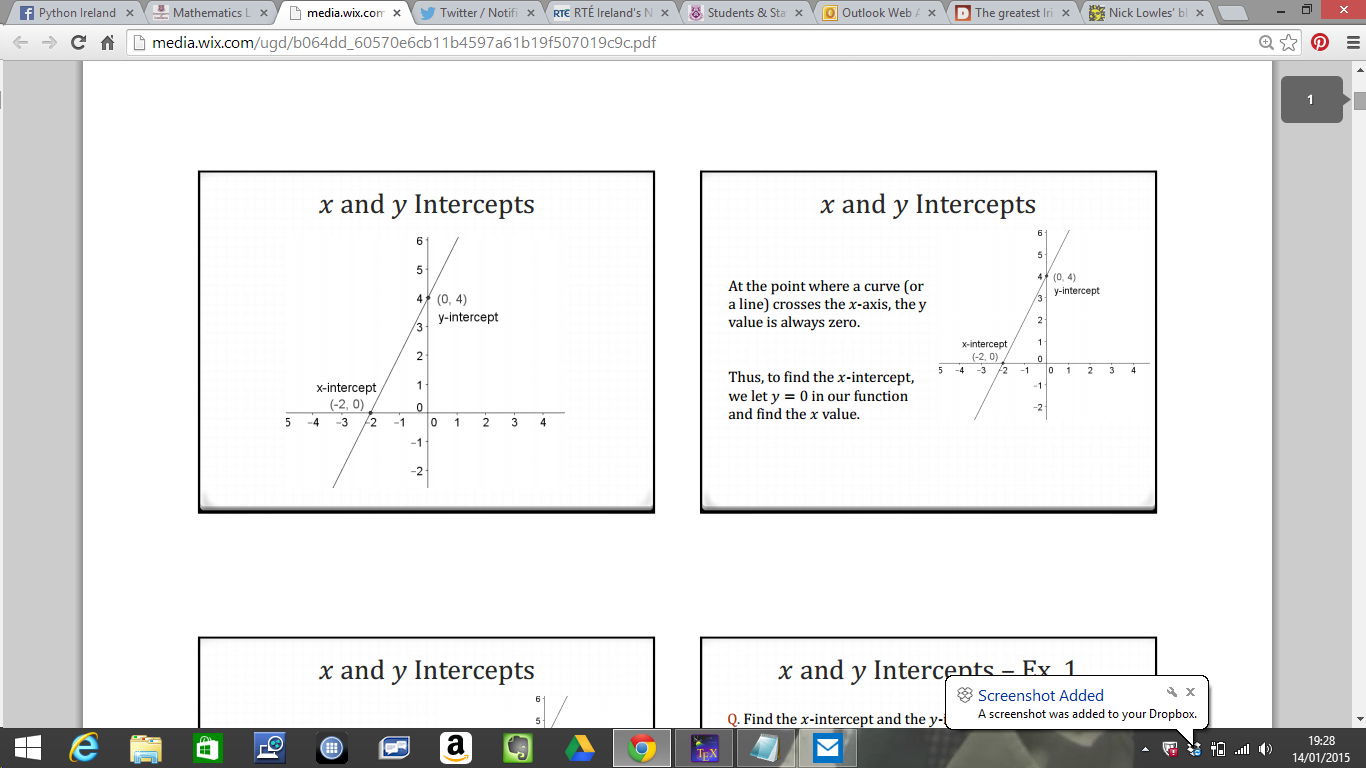 Python Ireland
Mathematics L
media.wix.com
Twitter / Notifi
RTÉ Ireland's N
Students & Sta
Outlook Web A
The greatest Iri
Nick Lowles' bl
media.wix.com/ugd/b064dd_60570e6cb11b4597a61b19f507019c9c.pdf
1
x and y Intercepts
6
5
4
(0, 4)
y-intercept
3
2
1
0
x-intercept
(-2, 0)
5 −4 −3 −2 −1 0 1 2 3 4
−1
−2
x and y Intercepts
At the point where a curve (or
a line) crosses the x-axis, the y
value is always zero.
Thus, to find the x-intercept,
we let y = 0 in our function
and find the x value.
6
5
4
(0, 4)
y-intercept
3
2
1
0
x-intercept
(-2, 0)
5 −4 −3 −2 −1 0 1 2 3 4
−1
−2
x and y Intercepts
6
5
x and y Intercepts – Ex. 1
Q. Find the x-intercept and the y-
Screenshot Added
A screenshot was added to your Dropbox.
RTÉ
TEX
19:28
14/01/2015